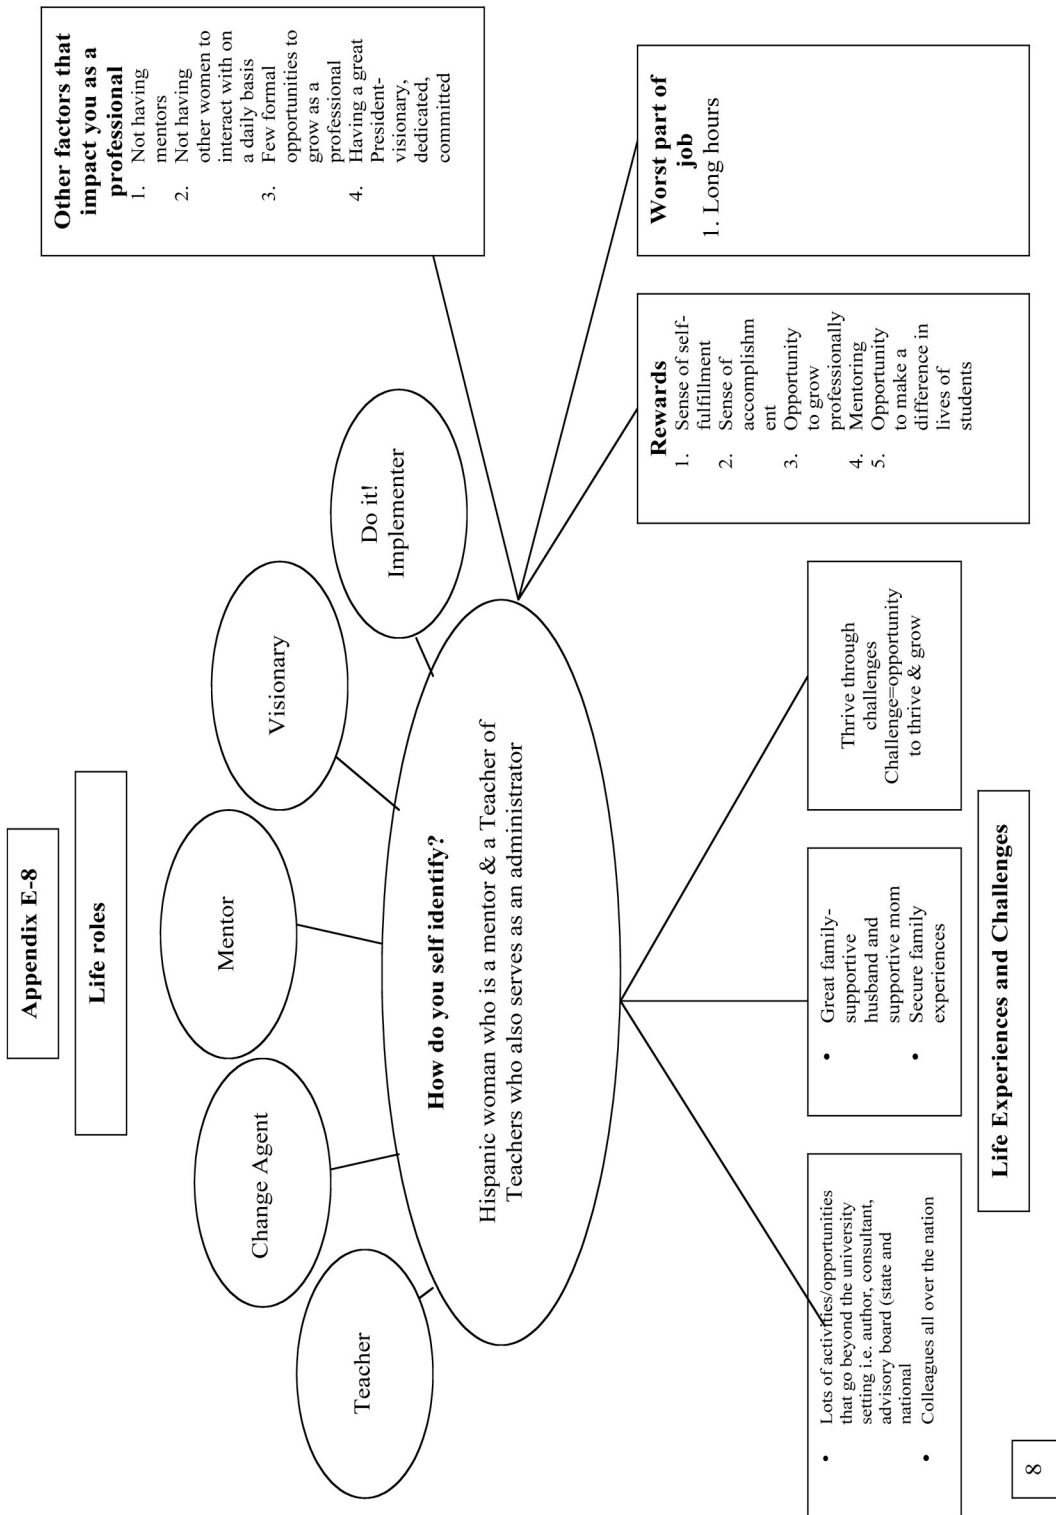 Appendix E-8
Life roles
Teacher
Change Agent
Mentor
Visionary
Do it!
Implementer
How do you self identify?
Hispanic woman who is a mentor & a Teacher of
Teachers who also serves as an administrator
Other factors that
impact you as a
professional
1. Not having
mentors
2. Not having
other women to
interact with on
a daily basis
3. Few formal
opportunities to
grow as a
professional
4. Having a great
President-
visionary,
dedicated,
committed
• Lots of activities/opportunities
that go beyond the university
setting i.e. author, consultant,
advisory board (state and
national
• Colleagues all over the nation
• Great family-
supportive
husband and
supportive mom
• Secure family
experiences
Thrive through
challenges
Challenge=opportunity
to thrive & grow
Rewards
1. Sense of self-
fulfillment
2. Sense of
accomplishm
ent
3. Opportunity
to grow
professionally
4. Mentoring
5. Opportunity
to make a
difference in
lives of
students
Worst part of
job
1. Long hours
Life Experiences and Challenges
8